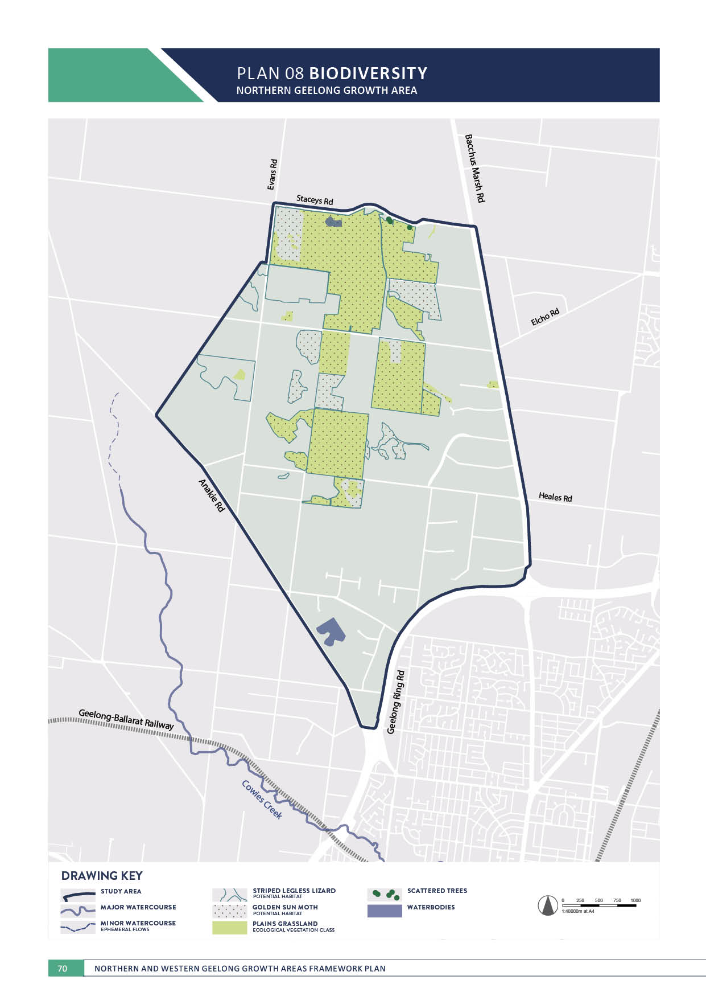 PLAN 08 BIODIVERSITY
NORTHERN GEELONG GROWTH AREA
Bacchus Marsh Rd
Evans Rd
Staceys Rd
Elcho Rd
Anakie Rd
Heales Rd
Geelong Ring Rd
Geelong-Ballarat Railway
Cowies Creek
DRAWING KEY
STUDY AREA
MAJOR WATERCOURSE
MINOR WATERCOURSE
EPHEMERAL FLOWS
STRIPED LEGLESS LIZARD
POTENTIAL HABITAT
GOLDEN SUN MOTH
POTENTIAL HABITAT
PLAINS GRASSLAND
ECOLOGICAL VEGETATION CLASS
SCATTERED TREES
WATERBODIES
0 250 500 750 1000
1:40000m at A4
70 NORTHERN AND WESTERN GEELONG GROWTH AREAS FRAMEWORK PLAN